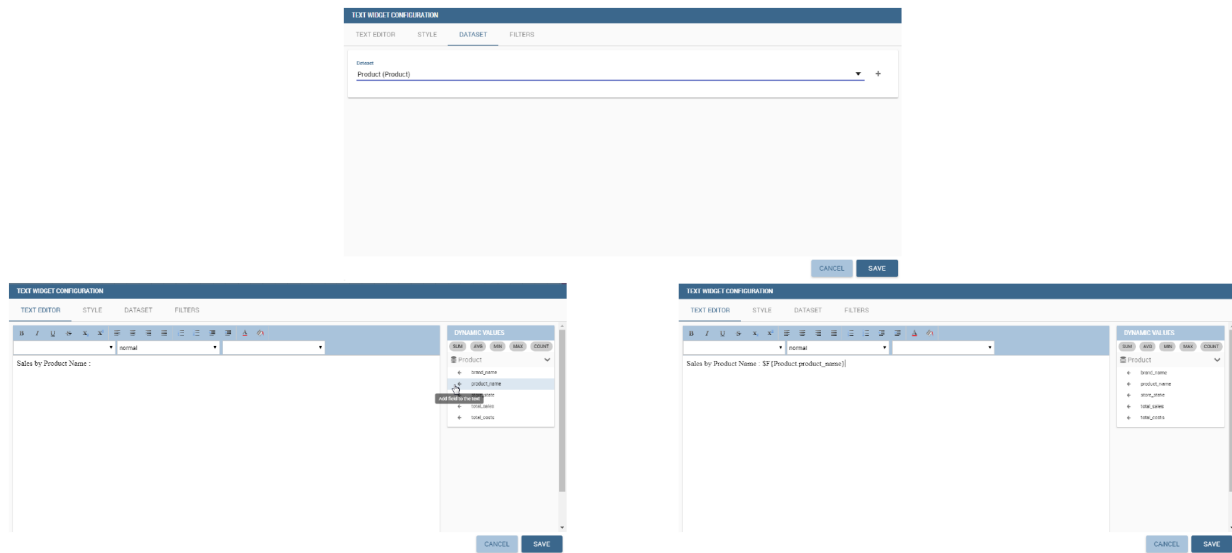 TEXT WIDGET CONFIGURATION
TEXT EDITOR STYLE DATASET FILTERS
Dataset
Product (Product)
CANCEL SAVE
TEXT WIDGET CONFIGURATION
TEXT EDITOR STYLE DATASET FILTERS
normal
Sales by Product Name :
DYNAMIC VALUES
SUM AVG MIN MAX COUNT
Product
brand_name
product_name
Add field to the text
total_sales
total_costs
CANCEL SAVE
TEXT WIDGET CONFIGURATION
TEXT EDITOR STYLE DATASET FILTERS
normal
Sales by Product Name : $F{Product.product_name}
DYNAMIC VALUES
SUM AVG MIN MAX COUNT
Product
brand_name
product_name
store_state
total_sales
total_costs
CANCEL SAVE